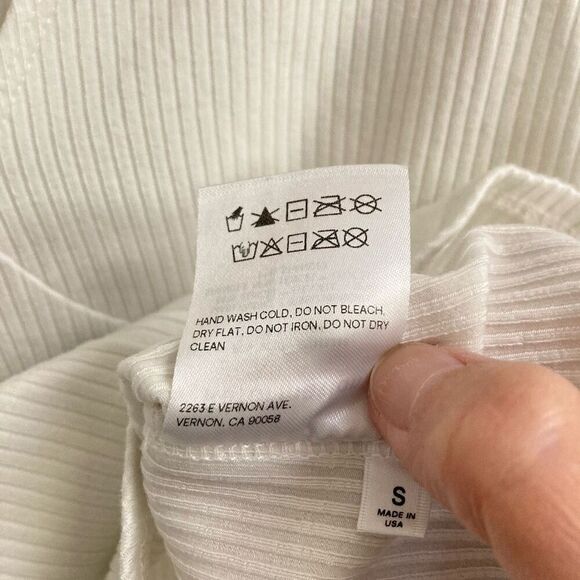 HAND WASH COLD, DO NOT BLEACH,
DRY FLAT, DO NOT IRON, DO NOT DRY
CLEAN
2263 E VERNON AVE.
VERNON, CA 90058
S
MADE IN
USA